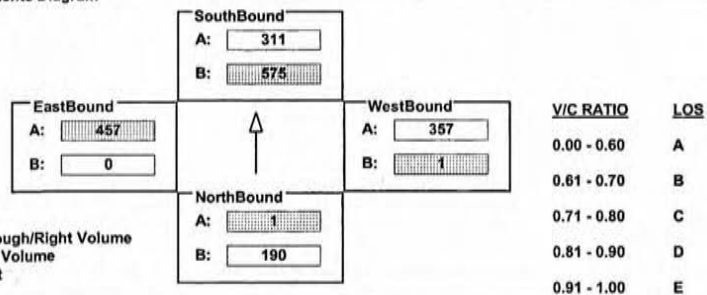 SouthBound
A: 311
B: 575
EastBound
A: 457
B: 0
WestBound
A: 357
B: 1
NorthBound
A: 1
B: 190
Volume
V/C RATIO LOS
0.00 - 0.60 A
0.61 - 0.70 B
0.71 - 0.80 C
0.81 - 0.90 D
0.91 - 1.00 E